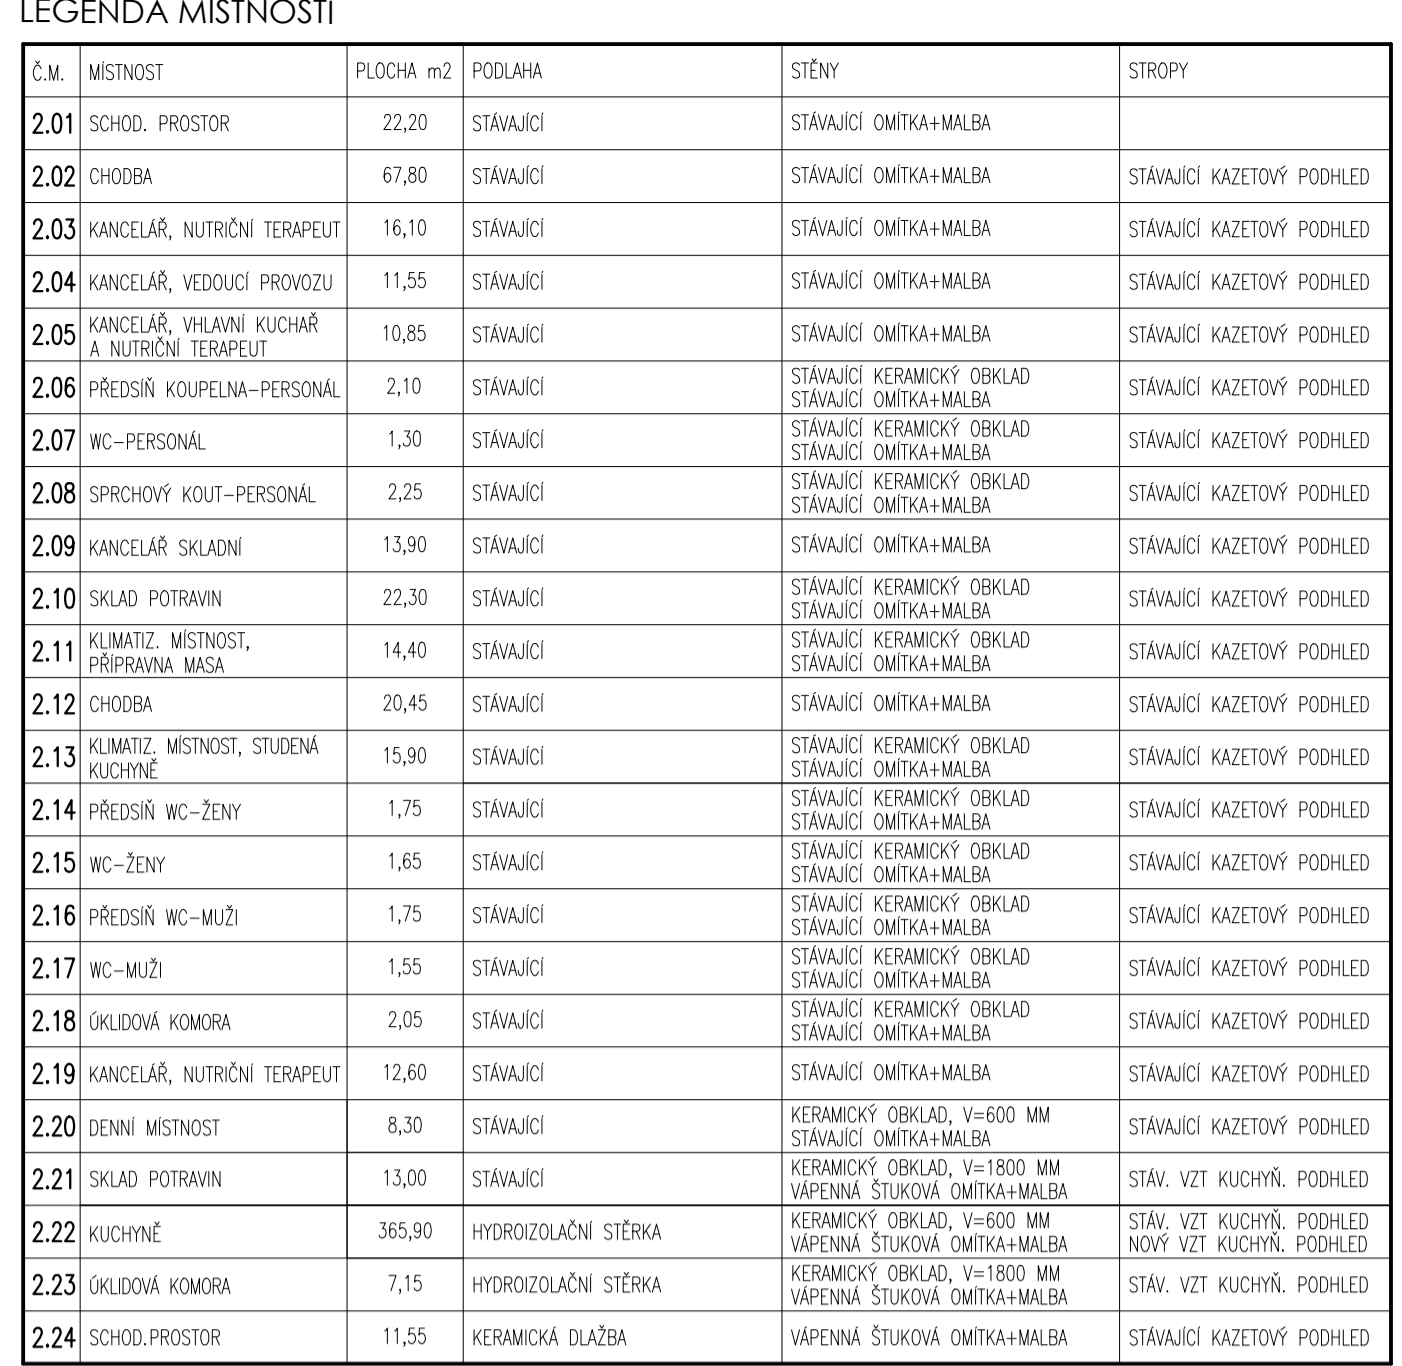 LEGENDA MÍSTNOSTÍ
Č.M. MÍSTNOST PLOCHA m2 PODLAHA STĚNY STROPY
2.01 SCHOD. PROSTOR 22,20 STÁVAJÍCÍ STÁVAJÍCÍ OMÍTKA+MALBA
2.02 CHODBA 67,80 STÁVAJÍCÍ STÁVAJÍCÍ OMÍTKA+MALBA STÁVAJÍCÍ KAZETOVÝ PODHLED
2.03 KANCELÁŘ, NUTRIČNÍ TERAPEUT 16,10 STÁVAJÍCÍ STÁVAJÍCÍ OMÍTKA+MALBA STÁVAJÍCÍ KAZETOVÝ PODHLED
2.04 KANCELÁŘ, VEDOUCÍ PROVOZU 11,55 STÁVAJÍCÍ STÁVAJÍCÍ OMÍTKA+MALBA STÁVAJÍCÍ KAZETOVÝ PODHLED
2.05 KANCELÁŘ, VHLAVNÍ KUCHAŘ
A NUTRIČNÍ TERAPEUT 10,85 STÁVAJÍCÍ STÁVAJÍCÍ OMÍTKA+MALBA STÁVAJÍCÍ KAZETOVÝ PODHLED
2.06 PŘEDSÍŇ KOUPELNA-PERSONÁL 2,10 STÁVAJÍCÍ STÁVAJÍCÍ KERAMICKÝ OBKLAD
STÁVAJÍCÍ OMÍTKA+MALBA STÁVAJÍCÍ KAZETOVÝ PODHLED
2.07 WC-PERSONÁL 1,30 STÁVAJÍCÍ STÁVAJÍCÍ KERAMICKÝ OBKLAD
STÁVAJÍCÍ OMÍTKA+MALBA STÁVAJÍCÍ KAZETOVÝ PODHLED
2.08 SPRCHOVÝ KOUT-PERSONÁL 2,25 STÁVAJÍCÍ STÁVAJÍCÍ KERAMICKÝ OBKLAD
STÁVAJÍCÍ OMÍTKA+MALBA STÁVAJÍCÍ KAZETOVÝ PODHLED
2.09 KANCELÁŘ SKLADNÍ 13,90 STÁVAJÍCÍ STÁVAJÍCÍ OMÍTKA+MALBA STÁVAJÍCÍ KAZETOVÝ PODHLED
2.10 SKLAD POTRAVIN 22,30 STÁVAJÍCÍ STÁVAJÍCÍ KERAMICKÝ OBKLAD
STÁVAJÍCÍ OMÍTKA+MALBA STÁVAJÍCÍ KAZETOVÝ PODHLED
2.11 KLIMATIZ. MÍSTNOST,
PŘÍPRAVNA MASA 14,40 STÁVAJÍCÍ STÁVAJÍCÍ KERAMICKÝ OBKLAD
STÁVAJÍCÍ OMÍTKA+MALBA STÁVAJÍCÍ KAZETOVÝ PODHLED
2.12 CHODBA 20,45 STÁVAJÍCÍ STÁVAJÍCÍ OMÍTKA+MALBA STÁVAJÍCÍ KAZETOVÝ PODHLED
2.13 KLIMATIZ. MÍSTNOST, STUDENÁ
KUCHYNĚ 15,90 STÁVAJÍCÍ STÁVAJÍCÍ KERAMICKÝ OBKLAD
STÁVAJÍCÍ OMÍTKA+MALBA STÁVAJÍCÍ KAZETOVÝ PODHLED
2.14 PŘEDSÍŇ WC-ŽENY 1,75 STÁVAJÍCÍ STÁVAJÍCÍ KERAMICKÝ OBKLAD
STÁVAJÍCÍ OMÍTKA+MALBA STÁVAJÍCÍ KAZETOVÝ PODHLED
2.15 WC-ŽENY 1,65 STÁVAJÍCÍ STÁVAJÍCÍ KERAMICKÝ OBKLAD
STÁVAJÍCÍ OMÍTKA+MALBA STÁVAJÍCÍ KAZETOVÝ PODHLED
2.16 PŘEDSÍŇ WC-MUŽI 1,75 STÁVAJÍCÍ STÁVAJÍCÍ KERAMICKÝ OBKLAD
STÁVAJÍCÍ OMÍTKA+MALBA STÁVAJÍCÍ KAZETOVÝ PODHLED
2.17 WC-MUŽI 1,55 STÁVAJÍCÍ STÁVAJÍCÍ KERAMICKÝ OBKLAD
STÁVAJÍCÍ OMÍTKA+MALBA STÁVAJÍCÍ KAZETOVÝ PODHLED
2.18 ÚKLIDOVÁ KOMORA 2,05 STÁVAJÍCÍ STÁVAJÍCÍ KERAMICKÝ OBKLAD
STÁVAJÍCÍ OMÍTKA+MALBA STÁVAJÍCÍ KAZETOVÝ PODHLED
2.19 KANCELÁŘ, NUTRIČNÍ TERAPEUT 12,60 STÁVAJÍCÍ STÁVAJÍCÍ OMÍTKA+MALBA STÁVAJÍCÍ KAZETOVÝ PODHLED
2.20 DENNÍ MÍSTNOST 8,30 STÁVAJÍCÍ KERAMICKÝ OBKLAD, V=600 MM
STÁVAJÍCÍ OMÍTKA+MALBA STÁVAJÍCÍ KAZETOVÝ PODHLED
2.21 SKLAD POTRAVIN 13,00 STÁVAJÍCÍ KERAMICKÝ OBKLAD, V=1800 MM
VÁPENNÁ ŠTUKOVÁ OMÍTKA+MALBA STÁV. VZT KUCHYŇ. PODHLED
2.22 KUCHYNĚ 365,90 HYDROIZOLAČNÍ STĚRKA KERAMICKÝ OBKLAD, V=600 MM STÁV. VZT KUCHYŇ. PODHLED
VÁPENNÁ ŠTUKOVÁ OMÍTKA+MALBA NOVÝ VZT KUCHYŇ. PODHLED
2.23 ÚKLIDOVÁ KOMORA 7,15 HYDROIZOLAČNÍ STĚRKA KERAMICKÝ OBKLAD, V=1800 MM
VÁPENNÁ ŠTUKOVÁ OMÍTKA+MALBA STÁV. VZT KUCHYŇ. PODHLED
2.24 SCHOD.PROSTOR 11,55 KERAMICKÁ DLAŽBA VÁPENNÁ ŠTUKOVÁ OMÍTKA+MALBA STÁVAJÍCÍ KAZETOVÝ PODHLED